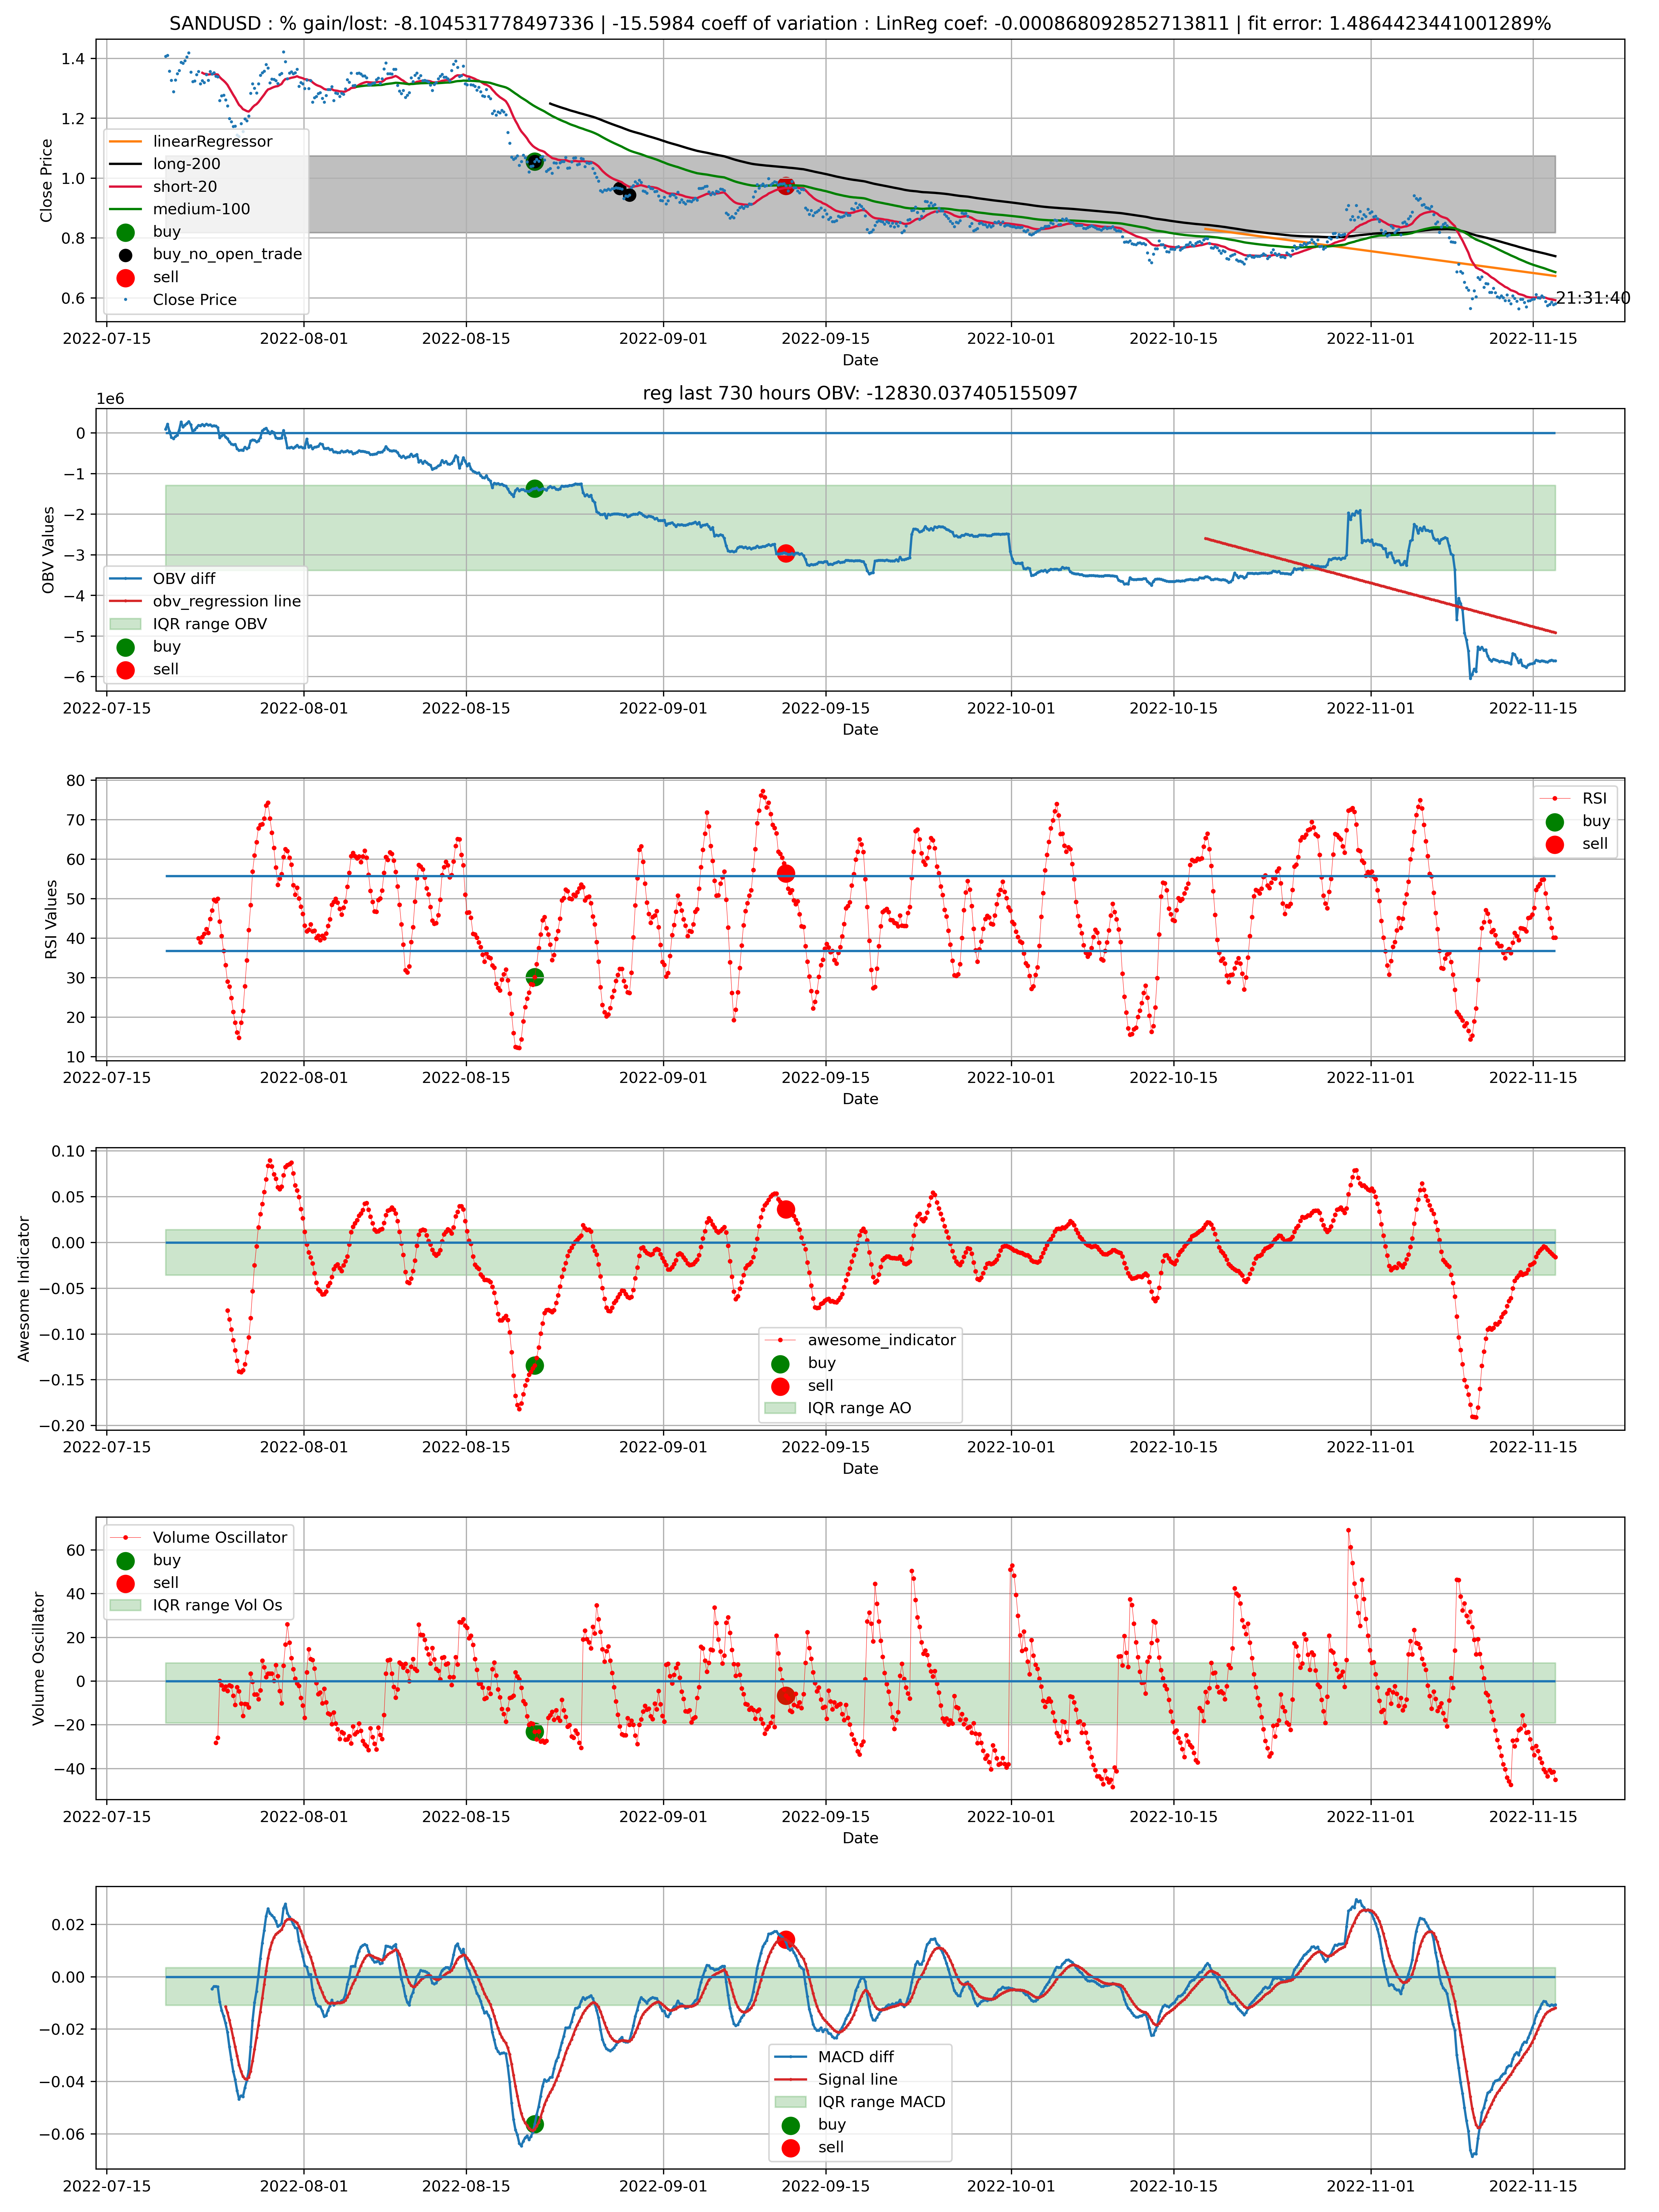 SANDUSD : % gain/lost: -8.104531778497336 | -15.5984 coeff of variation : LinReg coef: -0.000868092852713811 | fit error: 1.4864423441001289%
Close Price
1.4
1.2
1.0
0.8
0.6
linearRegressor
long-200
short-20
medium-100
buy
buy_no_open_trade
sell
Close Price
21:31:40
2022-07-15 2022-08-01 2022-08-15 2022-09-01 2022-09-15 2022-10-01 2022-10-15 2022-11-01 2022-11-15
Date
reg last 730 hours OBV: -12830.037405155097
1e6
OBV Values
0
−1
−2
−3
−4
−5
−6
OBV diff
obv_regression line
IQR range OBV
buy
sell
2022-07-15 2022-08-01 2022-08-15 2022-09-01 2022-09-15 2022-10-01 2022-10-15 2022-11-01 2022-11-15
Date
RSI Values
80
70
60
50
40
30
20
10
RSI
buy
sell
2022-07-15 2022-08-01 2022-08-15 2022-09-01 2022-09-15 2022-10-01 2022-10-15 2022-11-01 2022-11-15
Date
Awesome Indicator
0.10
0.05
0.00
−0.05
−0.10
−0.15
−0.20
awesome_indicator
buy
sell
IQR range AO
2022-07-15 2022-08-01 2022-08-15 2022-09-01 2022-09-15 2022-10-01 2022-10-15 2022-11-01 2022-11-15
Date
Volume Oscillator
60
40
20
0
−20
−40
Volume Oscillator
buy
sell
IQR range Vol Os
2022-07-15 2022-08-01 2022-08-15 2022-09-01 2022-09-15 2022-10-01 2022-10-15 2022-11-01 2022-11-15
Date
0.02
0.00
−0.02
−0.04
−0.06
MACD diff
Signal line
IQR range MACD
buy
sell
2022-07-15 2022-08-01 2022-08-15 2022-09-01 2022-09-15 2022-10-01 2022-10-15 2022-11-01 2022-11-15